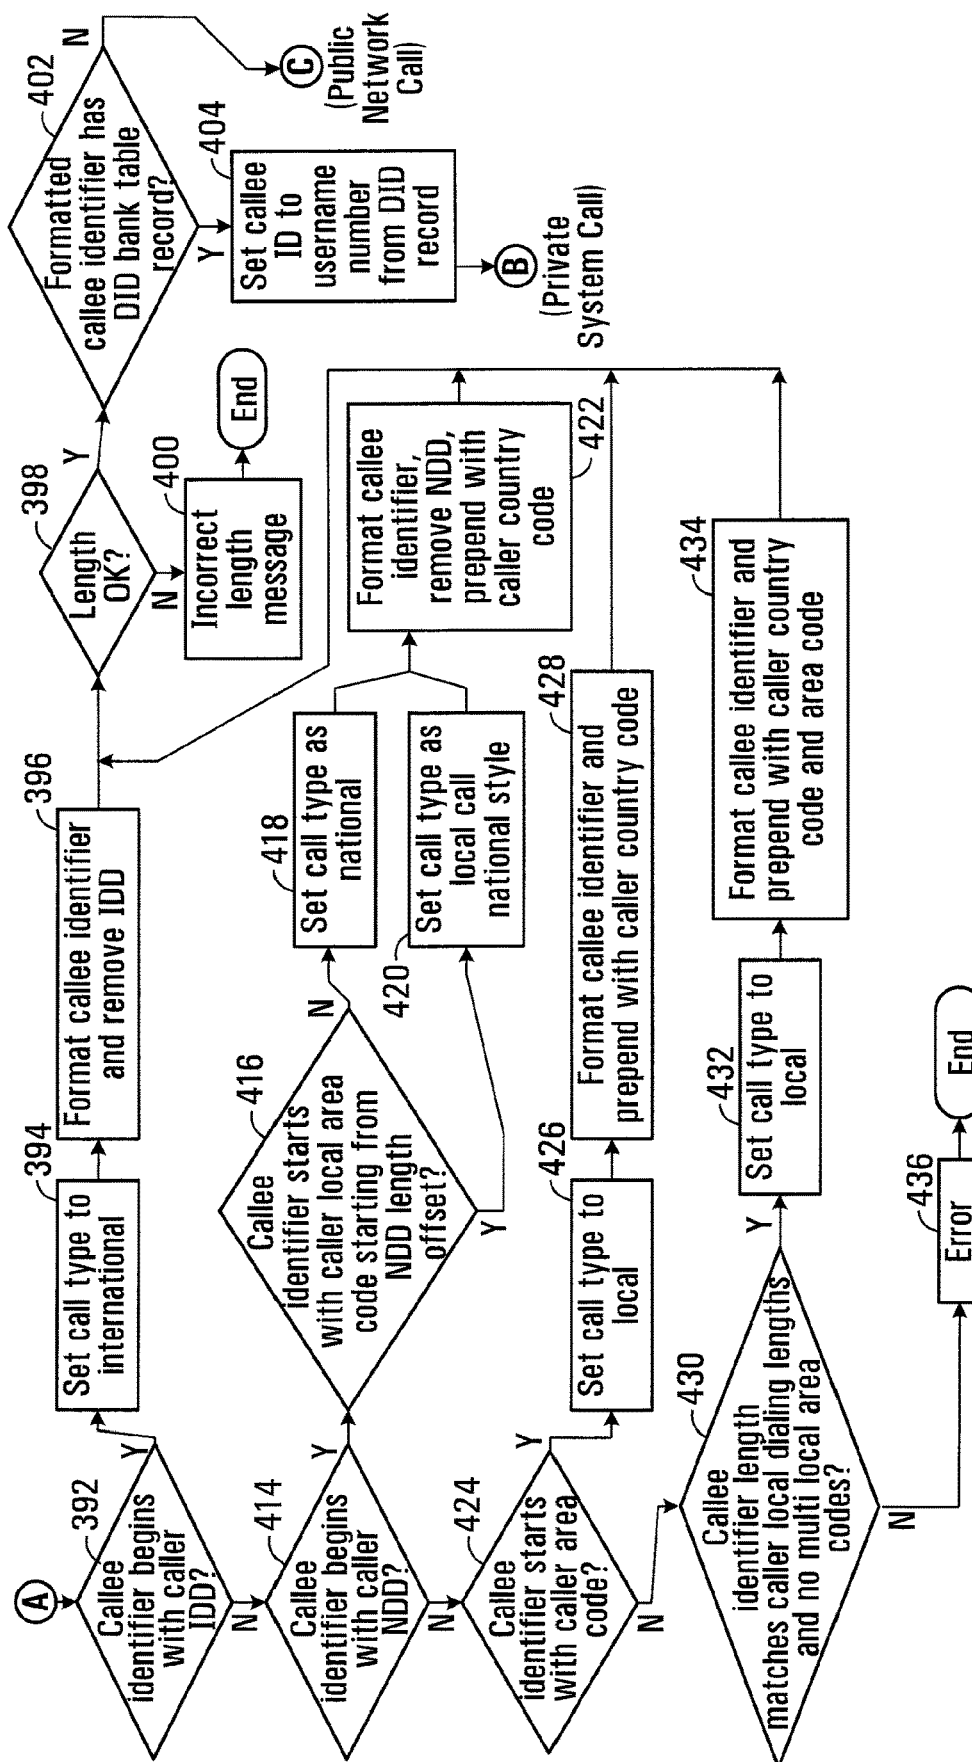 A
392
Callee
identifier begins
with caller
IDD?
Y
N
394
Set call type to
international
396
Format callee identifier
and remove IDD
398
Length
OK?
Y
N
400
Incorrect
length
message
End
402
Formatted
callee identifier has
DID bank table
record?
N
Y
C
(Public
Network
Call)
404
Set callee
ID to
username
number
from DID
record
B
(Private
System Call)
414
Callee
identifier begins
with caller
NDD?
Y
N
416
Callee
identifier starts
with caller local area
code starting from
NDD length
offset?
N
Y
418
Set call type as
national
420
Set call type as
local call
national style
Format callee
identifier,
remove NDD,
prepend with
caller country
code
422
424
Callee
identifier starts
with caller area
code?
Y
N
426
Set call type to
local
428
Format callee identifier and
prepend with caller country code
430
Callee
identifier length
matches caller local dialing lengths
and no multi local area
codes?
Y
N
432
Set call type to
local
434
Format callee identifier and
prepend with caller country
code and area code
436
Error
End